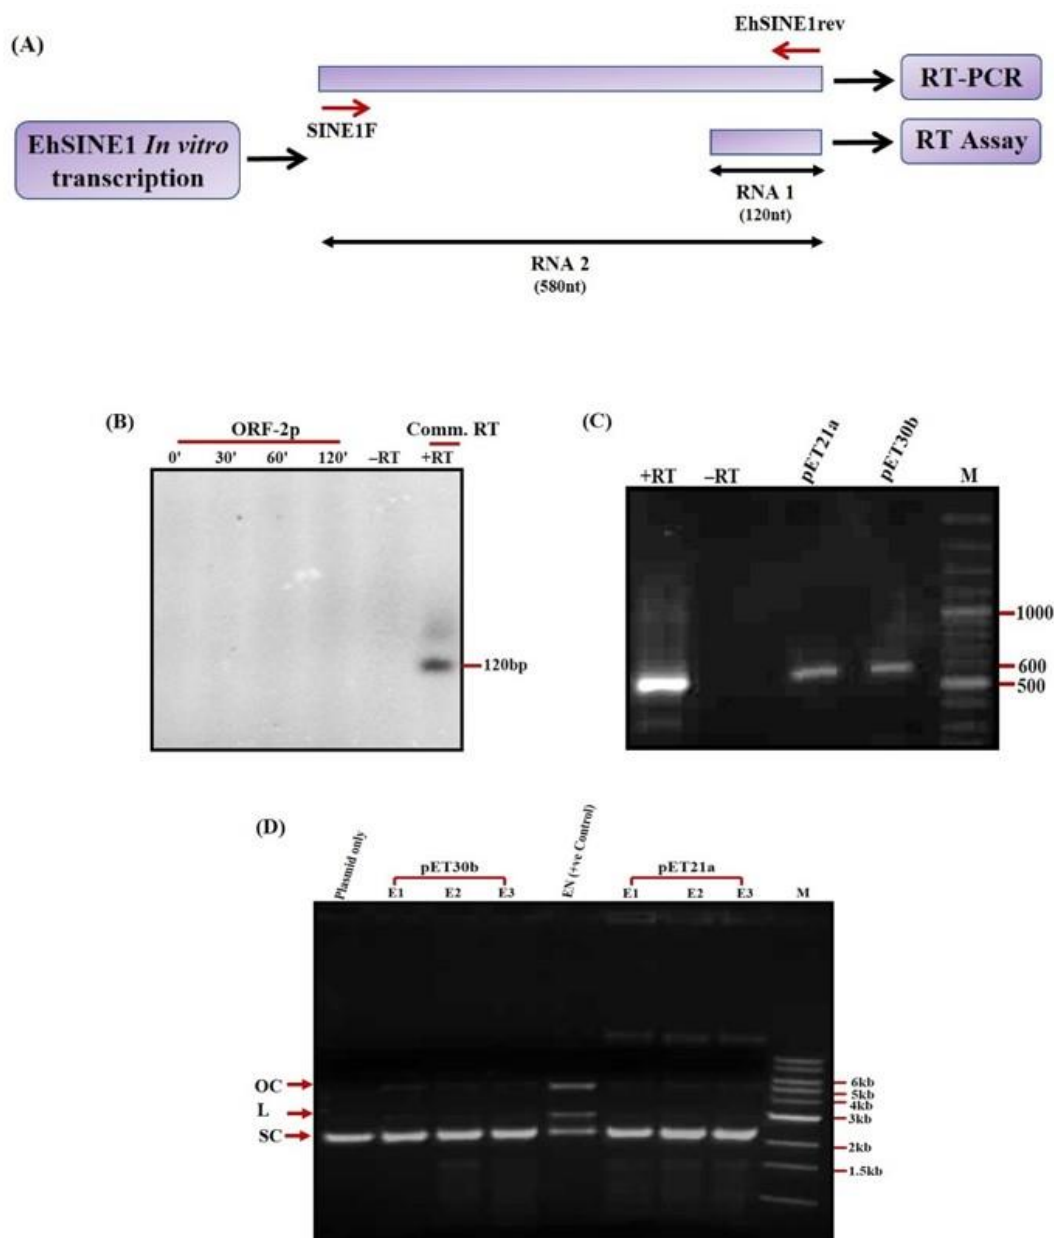 (A)
EhSINE1rev
RT-PCR
SINE1F
EhSINE1 In vitro
transcription
RT Assay
RNA 1
(120nt)
RNA 2
(580nt)
(B)
ORF-2p
Comm. RT
0' 30' 60' 120' –RT +RT
120bp
(C)
+RT –RT pET21a pET30b M
1000
600
500
(D)
Plasmid only
pET30b
EN (+ve Control)
pET21a
E1 E2 E3 E1 E2 E3 M
OC
L
SC
6kb
5kb
4kb
3kb
2kb
1.5kb